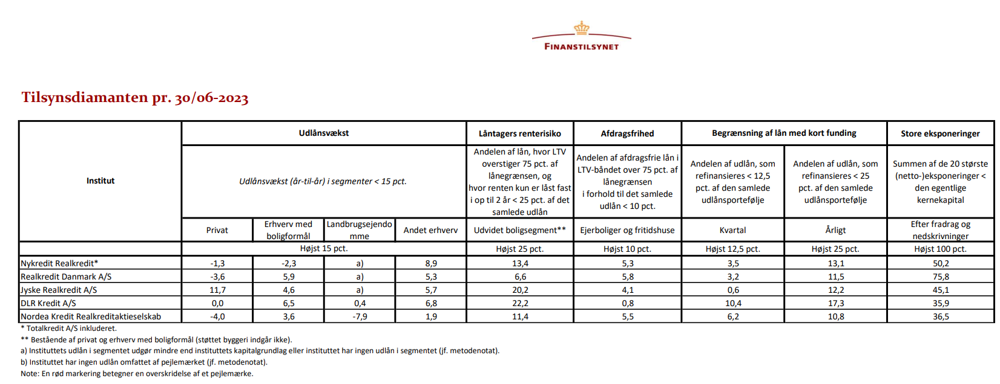 FINANSTILSYNET
Tilsynsdiamanten pr. 30/06-2023
Institut
Udlånsvækst
Låntagers renterisiko
Afdragsfrihed
Begrænsning af lån med kort funding
Store eksponeringer
Udlånsvækst (år-til-år) i segmenter < 15 pct.
Andelen af lån, hvor LTV
overstiger 75 pct. af
lånegrænsen, og
hvor renten kun er låst fast
i op til 2 år < 25 pct. af det
samlede udlån
Andelen af afdragsfrie lån i
LTV-båndet over 75 pct. af
lånegrænsen
i forhold til det samlede
udlån < 10 pct.
Andelen af udlån, som
refinansieres < 12,5
pct. af den samlede
udlånsportefølje
Andelen af udlån, som
refinansieres < 25
pct. af den samlede
udlånsportefølje
Summen af de 20 største
(netto-)eksponeringer <
den egentlige
kernekapital
Privat
Erhverv med
boligformål
Landbrugsejendo
mme
Andet erhverv
Udvidet boligsegment**
Ejerboliger og fritidshuse
Kvartal
Årligt
Efter fradrag og
nedskrivninger
Højst 15 pct. Højst 25 pct. Højst 10 pct. Højst 12,5 pct. Højst 25 pct. Højst 100 pct.
Nykredit Realkredit* -1,3 -2,3 a) 8,9 13,4 5,3 3,5 13,1 50,2
Realkredit Danmark A/S -3,6 5,9 a) 5,3 6,6 5,8 3,2 11,5 75,8
Jyske Realkredit A/S 11,7 4,6 a) 5,7 20,2 4,1 0,6 12,2 45,1
DLR Kredit A/S 0,0 6,5 0,4 6,8 22,2 0,8 10,4 17,3 35,9
Nordea Kredit Realkreditaktieselskab -4,0 3,6 -7,9 1,9 11,4 5,5 6,2 10,8 36,5
* Totalkredit A/S inkluderet.
** Bestående af privat og erhverv med boligformål (støttet byggeri indgår ikke).
a) Instituttets udlån i segmentet udgør mindre end instituttets kapitalgrundlag eller instituttet har ingen udlån i segmentet (jf. metodenotat).
b) Instituttet har ingen udlån omfattet af pejlemærket (jf. metodenotat).
Note: En rød markering betegner en overskridelse af et pejlemærke.